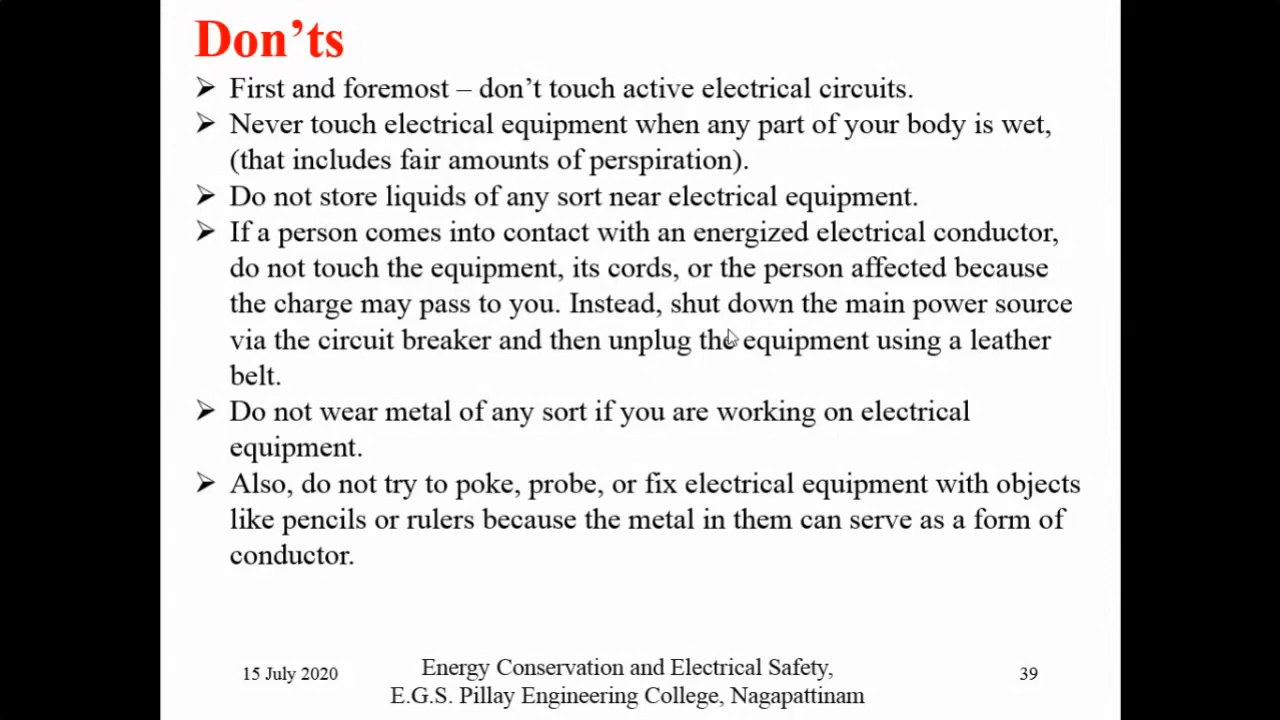 Don’ts
➢ First and foremost – don’t touch active electrical circuits.
➢ Never touch electrical equipment when any part of your body is wet,
(that includes fair amounts of perspiration).
➢ Do not store liquids of any sort near electrical equipment.
➢ If a person comes into contact with an energized electrical conductor,
do not touch the equipment, its cords, or the person affected because
the charge may pass to you. Instead, shut down the main power source
via the circuit breaker and then unplug the equipment using a leather
belt.
➢ Do not wear metal of any sort if you are working on electrical
equipment.
➢ Also, do not try to poke, probe, or fix electrical equipment with objects
like pencils or rulers because the metal in them can serve as a form of
conductor.
15 July 2020
Energy Conservation and Electrical Safety,
E.G.S. Pillay Engineering College, Nagapattinam
39